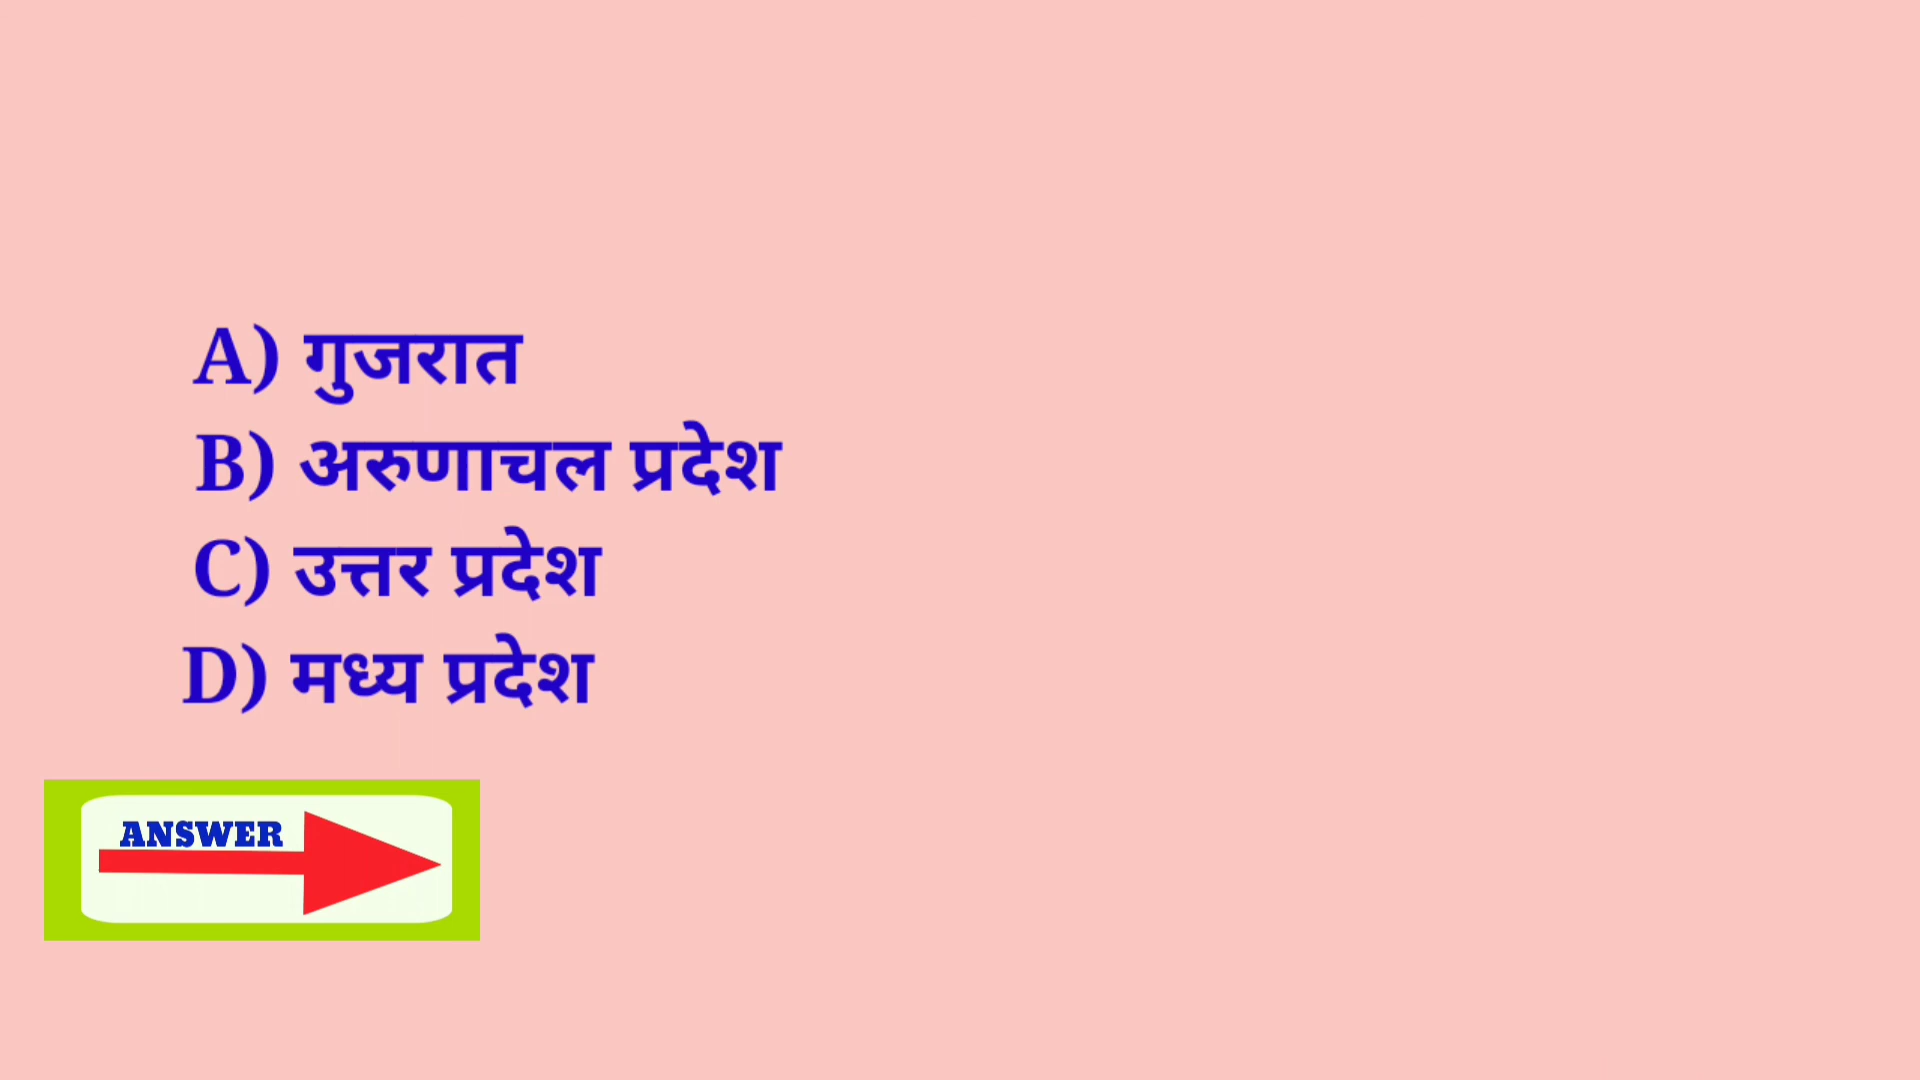 A) गुजरात
B) अरुणाचल प्रदेश
C) उत्तर प्रदेश
D) मध्य प्रदेश
ANSWER